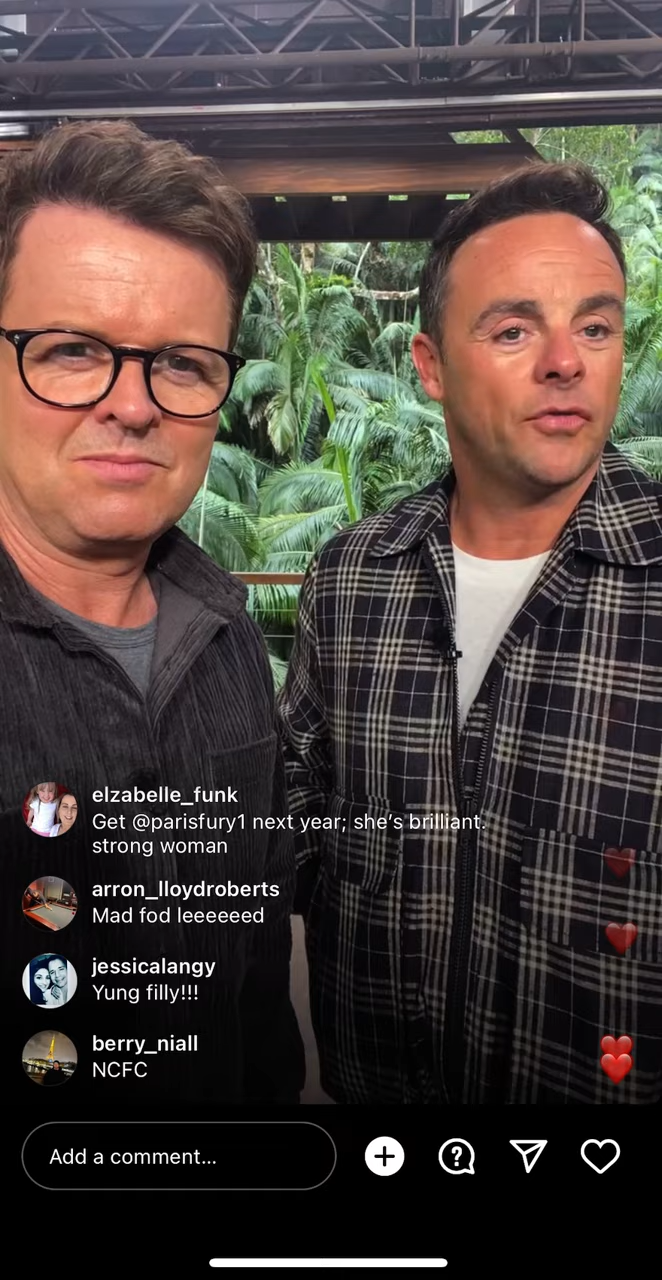 elzabelle_funk
Get @parisfury1 next year; she's brilliant.
strong woman
arron_lloydroberts
Mad fod leeeeeed
jessicalangy
Yung filly!!!
berry_niall
NCFC
Add a comment...